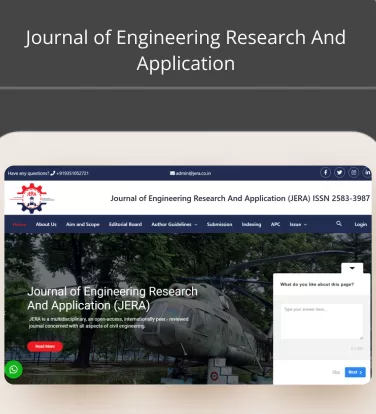 Journal of Engineering Research And
Application
Have any questions? +919351052721
admin@jera.co.in
JERA
Journal of Engineering Research And Application (JERA) ISSN 2583-3987
Home About Us Aim and Scope Editorial Board Author Guidelines Submission Indexing APC Issue Login
Journal of Engineering Research
And Application (JERA)
JERA is a multidisciplinary, an open-access, internationally peer - reviewed
journal concerned with all aspects of civil engineering.
Read More!
What do you like about this page?
Type your answer here...
Skip Next